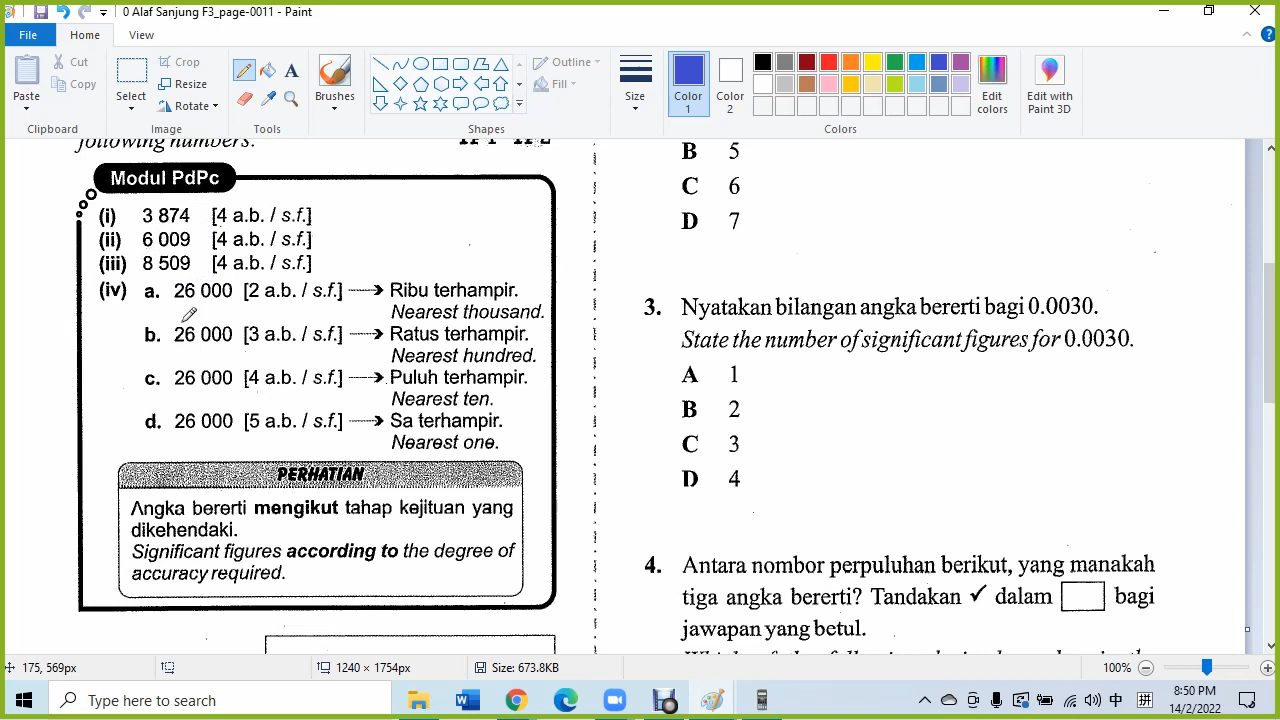 0 Alaf Sanjung F3_page-0011 - Paint
File
Home
View
Paste
Cut
Copy
Clipboard
Select
Crop
Resize
Rotate
Image
A
Tools
Brushes
Shapes
Outline
Fill
Size
Color 1
Color 2
Edit colors
Edit with Paint 3D
Colors
following numbers.
Modul PdPc
(i) 3 874 [4 a.b. / s.f.]
(ii) 6 009 [4 a.b. / s.f.]
(iii) 8 509 [4 a.b. / s.f.]
(iv) a. 26 000 [2 a.b. / s.f.] → Ribu terhampir.
Nearest thousand.
b. 26 000 [3 a.b. / s.f.] → Ratus terhampir.
Nearest hundred.
c. 26 000 [4 a.b. / s.f.] → Puluh terhampir.
Nearest ten.
d. 26 000 [5 a.b. / s.f.] → Sa terhampir.
Nearest one.
PERHATIAN
Angka bererti mengikut tahap kejituan yang
dikehendaki.
Significant figures according to the degree of
accuracy required.
B 5
C 6
D 7
3. Nyatakan bilangan angka bererti bagi 0.0030.
State the number of significant figures for 0.0030.
A 1
B 2
C 3
D 4
4. Antara nombor perpuluhan berikut, yang manakah
tiga angka bererti? Tandakan ✓ dalam bagi
jawapan yang betul.
175, 569px
1240 × 1754px
Size: 673.8KB
100%
Type here to search
中
拼
8:50 PM
14/2/2022